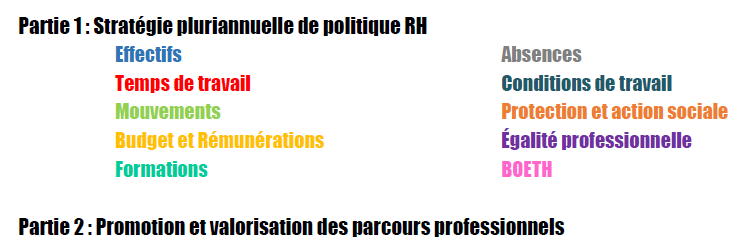 Partie 1 : Stratégie pluriannuelle de politique RH
Effectifs
Temps de travail
Mouvements
Budget et Rémunérations
Formations
Absences
Conditions de travail
Protection et action sociale
Égalité professionnelle
BOETH
Partie 2 : Promotion et valorisation des parcours professionnels